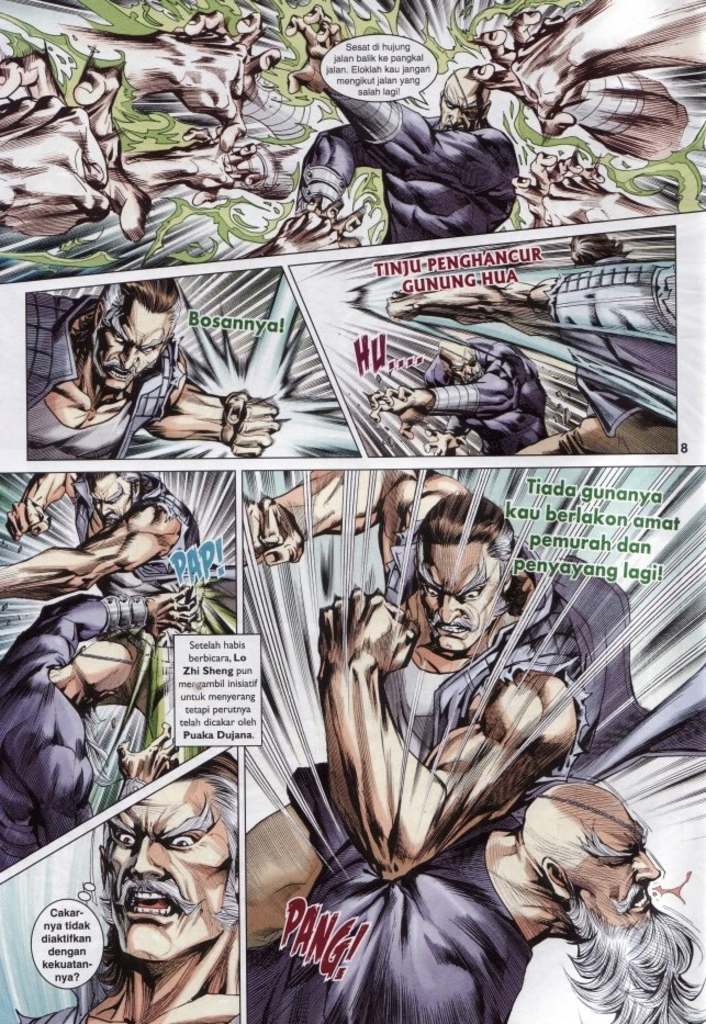 Sesat di hujung
jalan balik ke pangkal
jalan. Eloklah kau jangan
mengikut jalan yang
salah lagi!
Bosannya!
TINJU PENGHANCUR
GUNUNG HUA
HU....
8
PAP!
Setelah habis
berbicara, Lo
Zhi Sheng pun
mengambil inisiatif
untuk menyerang
tetapi perutnya
telah dicakar oleh
Puaka Dujana.
Tiada gunanya
kau berlakon amat
pemurah dan
penyayang lagi!
Cakar-
nya tidak
diaktifkan
dengan
kekuatan-
nya?
PANG!